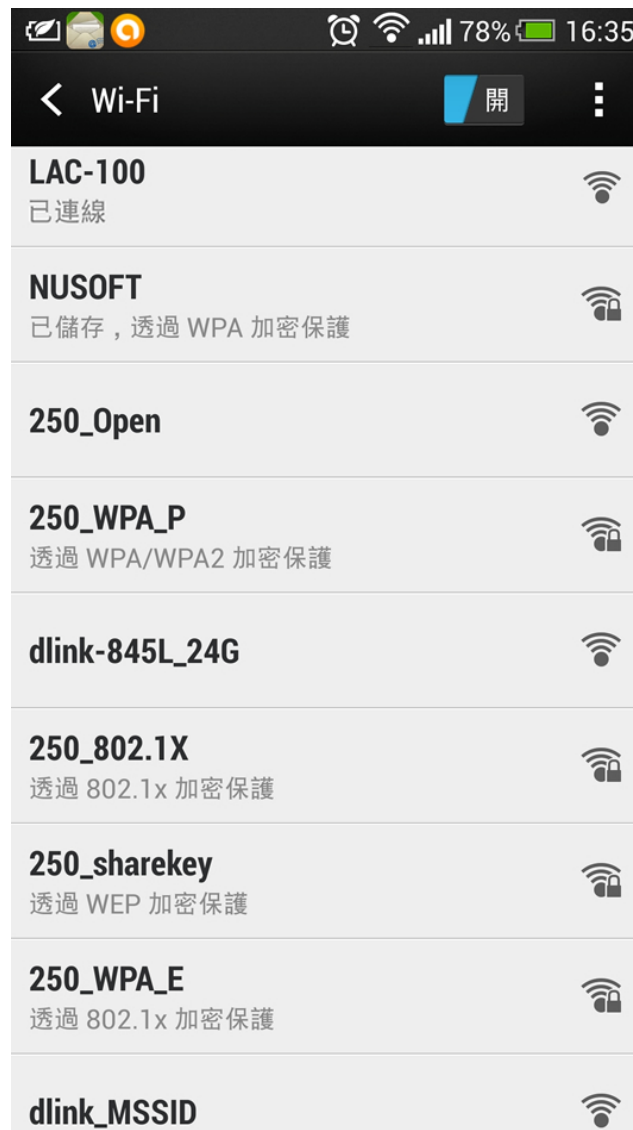 78% 16:35
Wi-Fi 開
LAC-100
已連線
NUSOFT
已儲存，透過 WPA 加密保護
250_Open
250_WPA_P
透過 WPA/WPA2 加密保護
dlink-845L_24G
250_802.1X
透過 802.1x 加密保護
250_sharekey
透過 WEP 加密保護
250_WPA_E
透過 802.1x 加密保護
dlink_MSSID